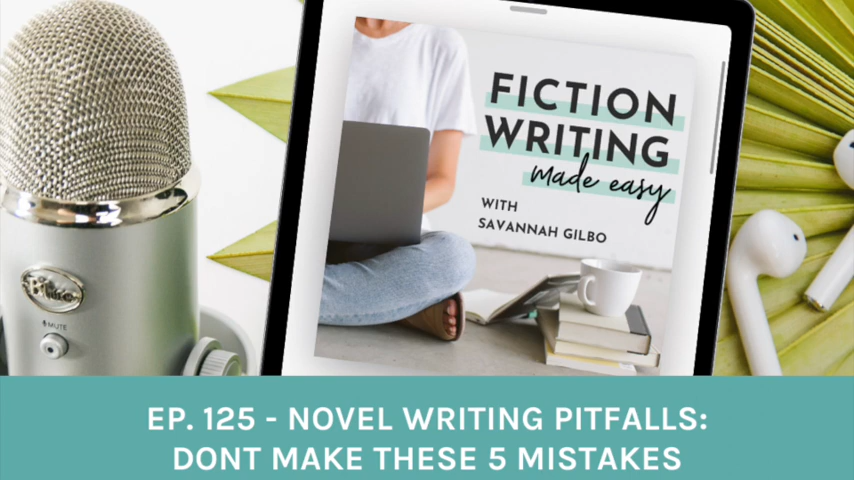 FICTION
WRITING
made easy
WITH
SAVANNAH GILBO
Blue
MUTE
EP. 125 - NOVEL WRITING PITFALLS:
DONT MAKE THESE 5 MISTAKES